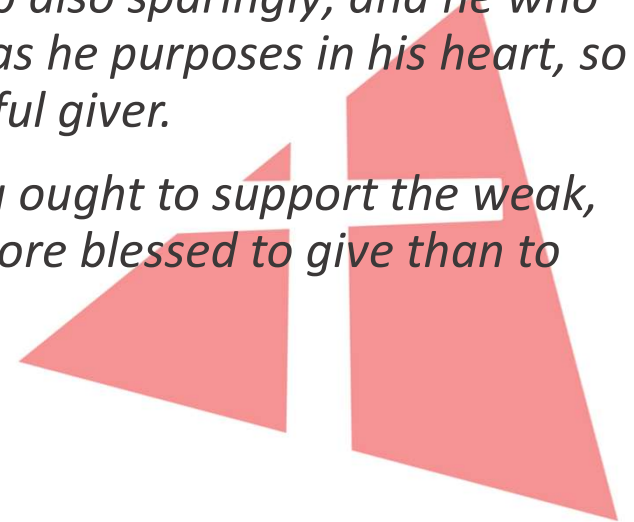 also sparingly, and he who
as he purposes in his heart, so
ful giver.
ought to support the weak,
ore blessed to give than to